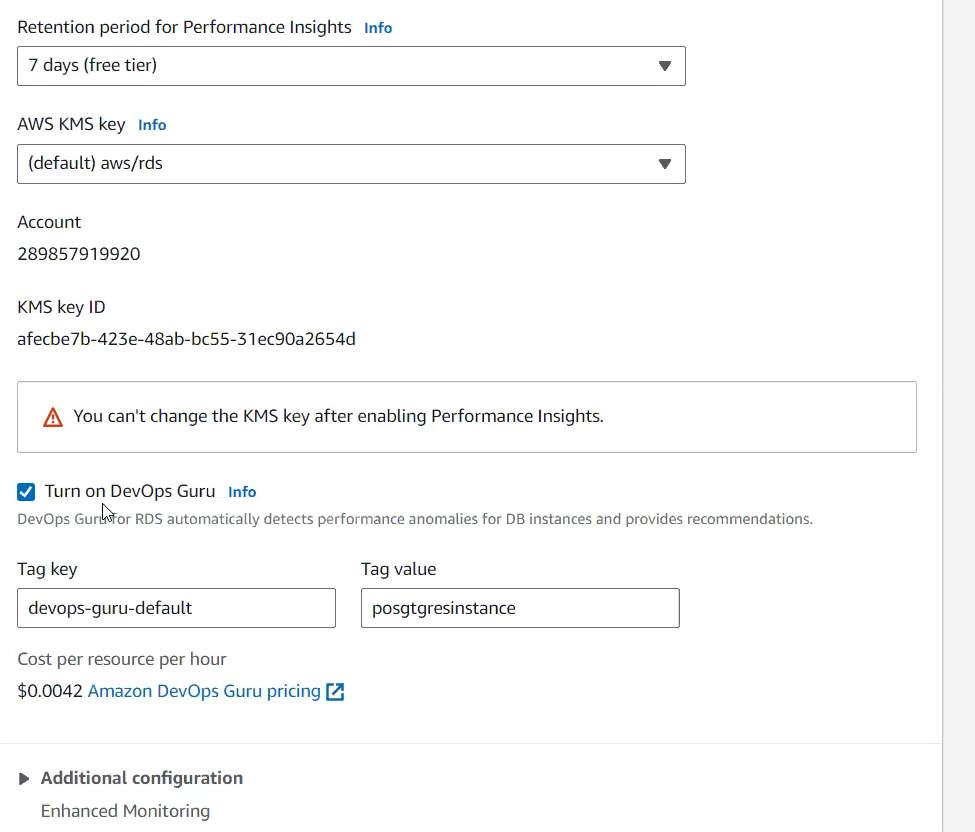 Retention period for Performance Insights Info
7 days (free tier)
AWS KMS key Info
(default) aws/rds
Account
289857919920
KMS key ID
afecbe7b-423e-48ab-bc55-31ec90a2654d
You can't change the KMS key after enabling Performance Insights.
Turn on DevOps Guru Info
DevOps Guru for RDS automatically detects performance anomalies for DB instances and provides recommendations.
Tag key Tag value
devops-guru-default posgtgresinstance
Cost per resource per hour
$0.0042 Amazon DevOps Guru pricing
Additional configuration
Enhanced Monitoring